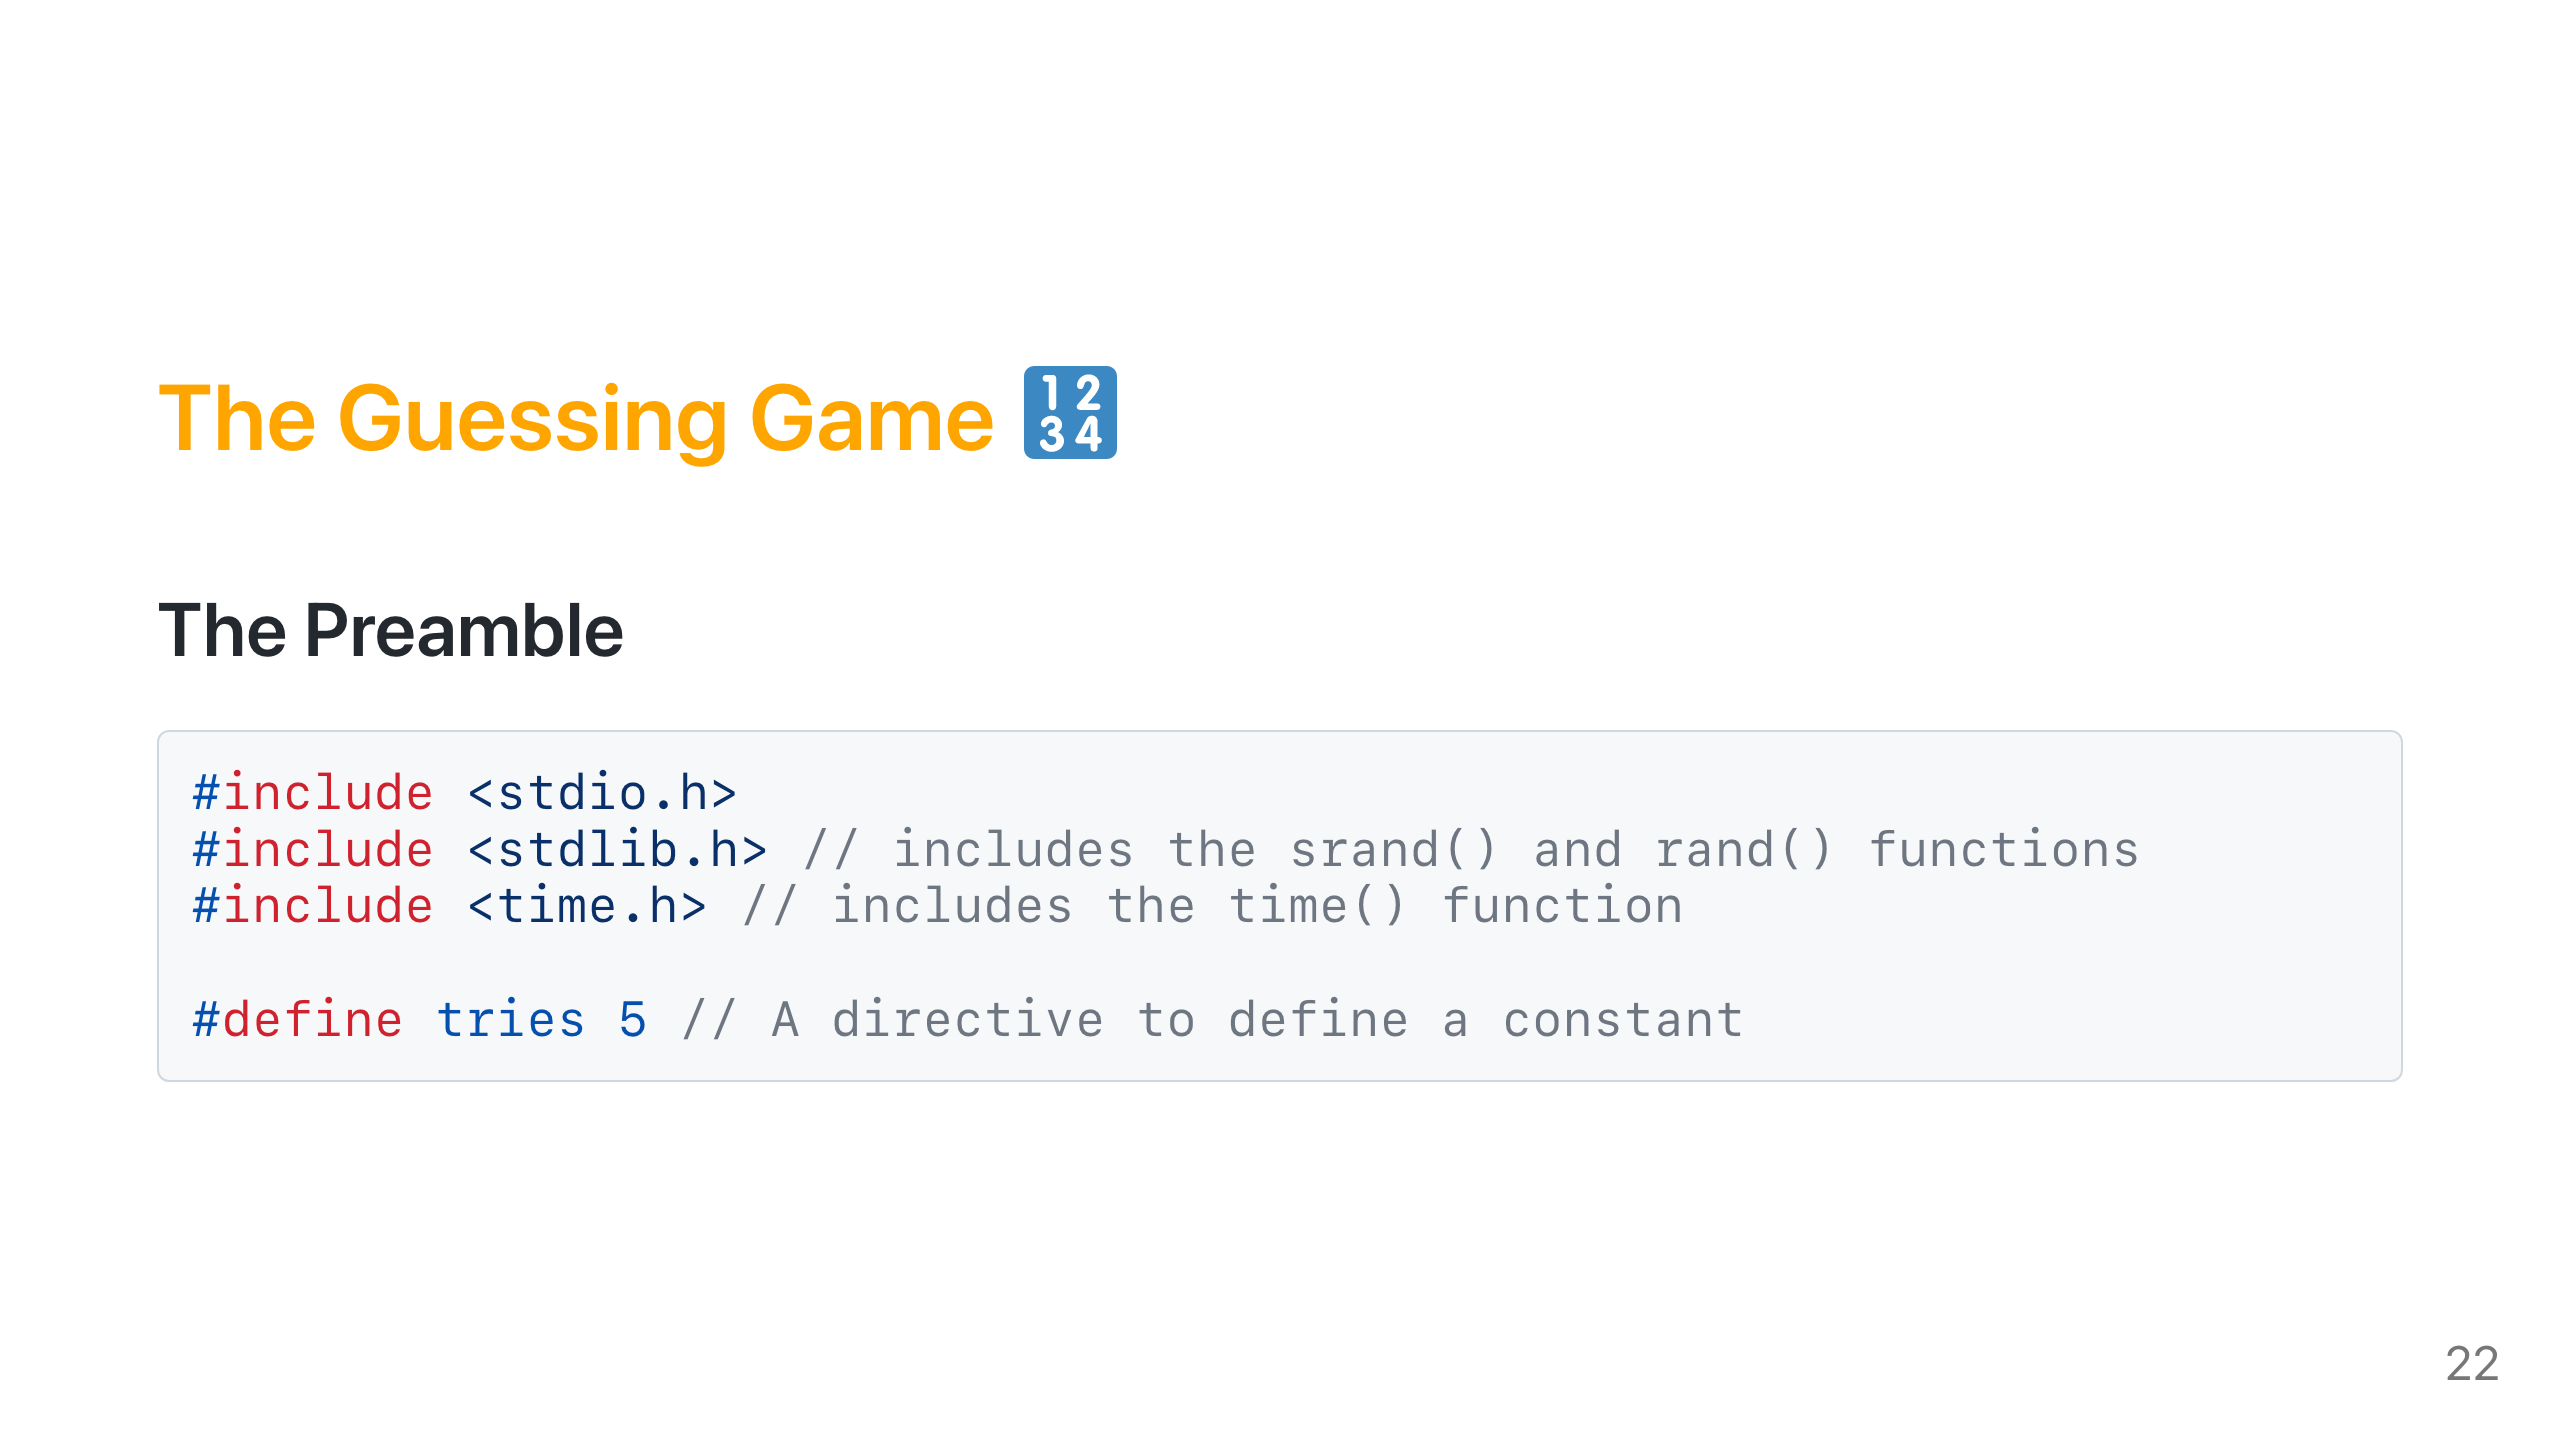 The Guessing Game 🔢
The Preamble
#include <stdio.h>
#include <stdlib.h> // includes the srand() and rand() functions
#include <time.h> // includes the time() function
#define tries 5 // A directive to define a constant
22